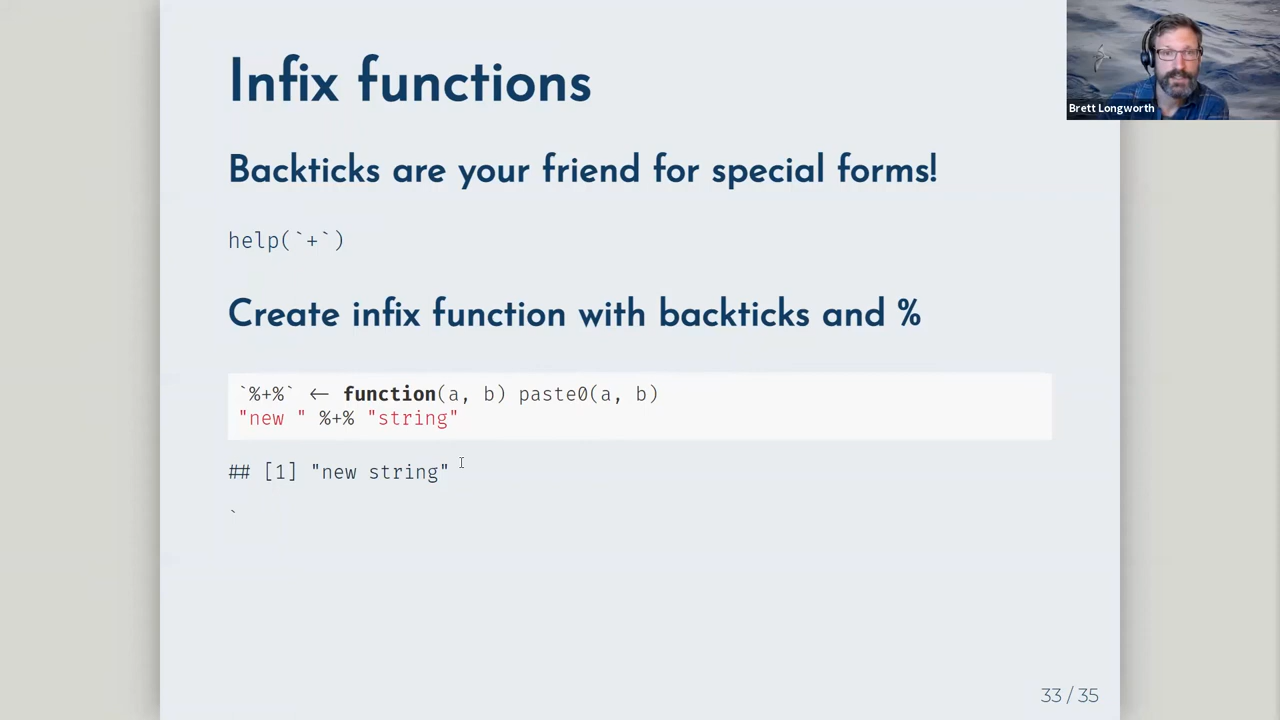 Infix functions
Brett Longworth
Backticks are your friend for special forms!
help(`+`)
Create infix function with backticks and %
`%+%` ← function(a, b) paste0(a, b)
"new " %+% "string"
## [1] "new string"
`
33 / 35